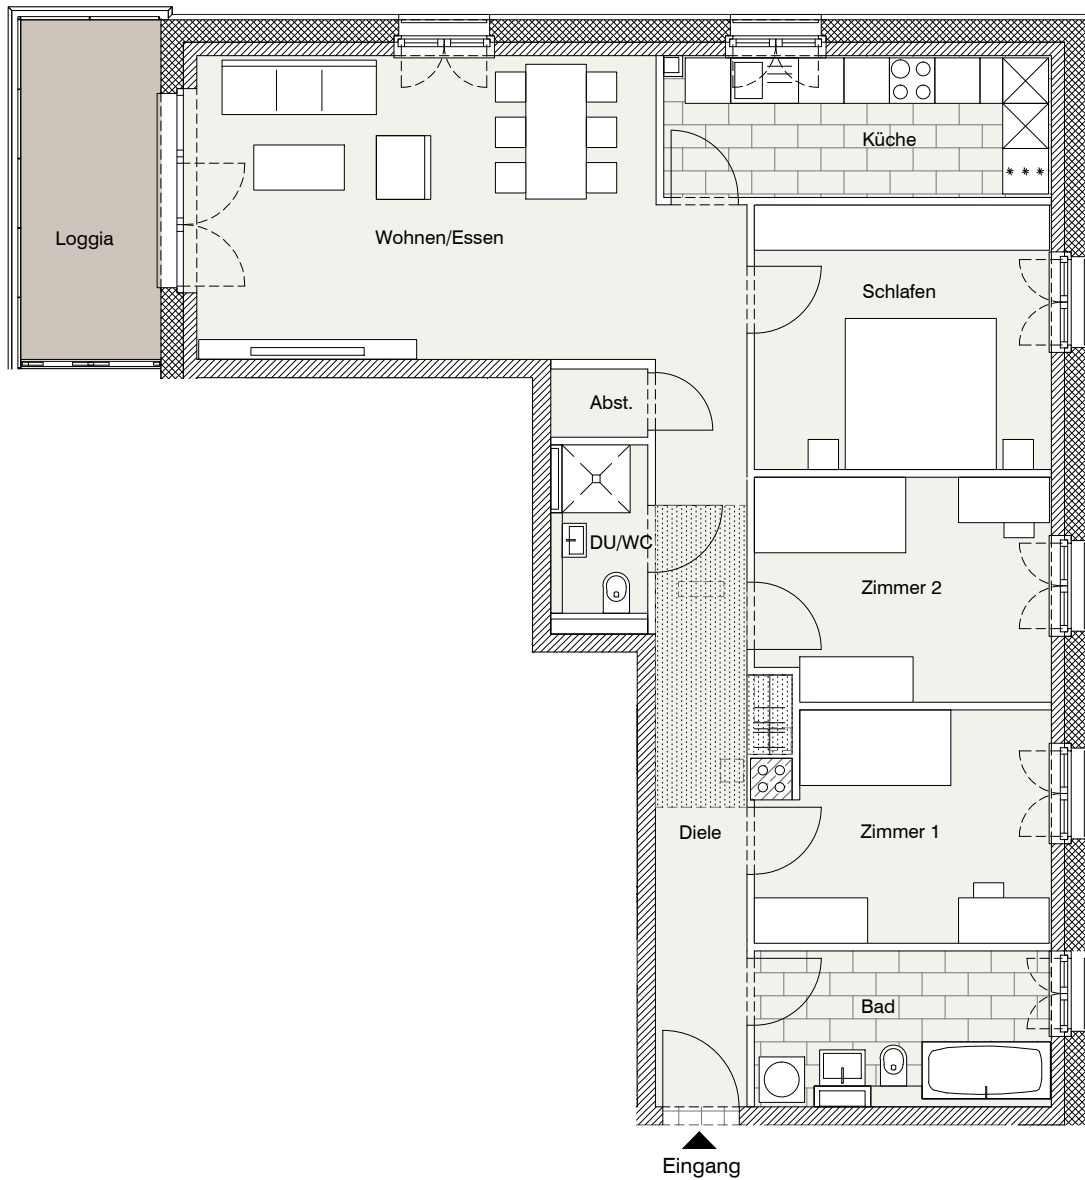 Küche
Loggia
Wohnen/Essen
Schlafen
Abst.
DU/WC
Zimmer 2
Diele
Zimmer 1
Bad
Eingang